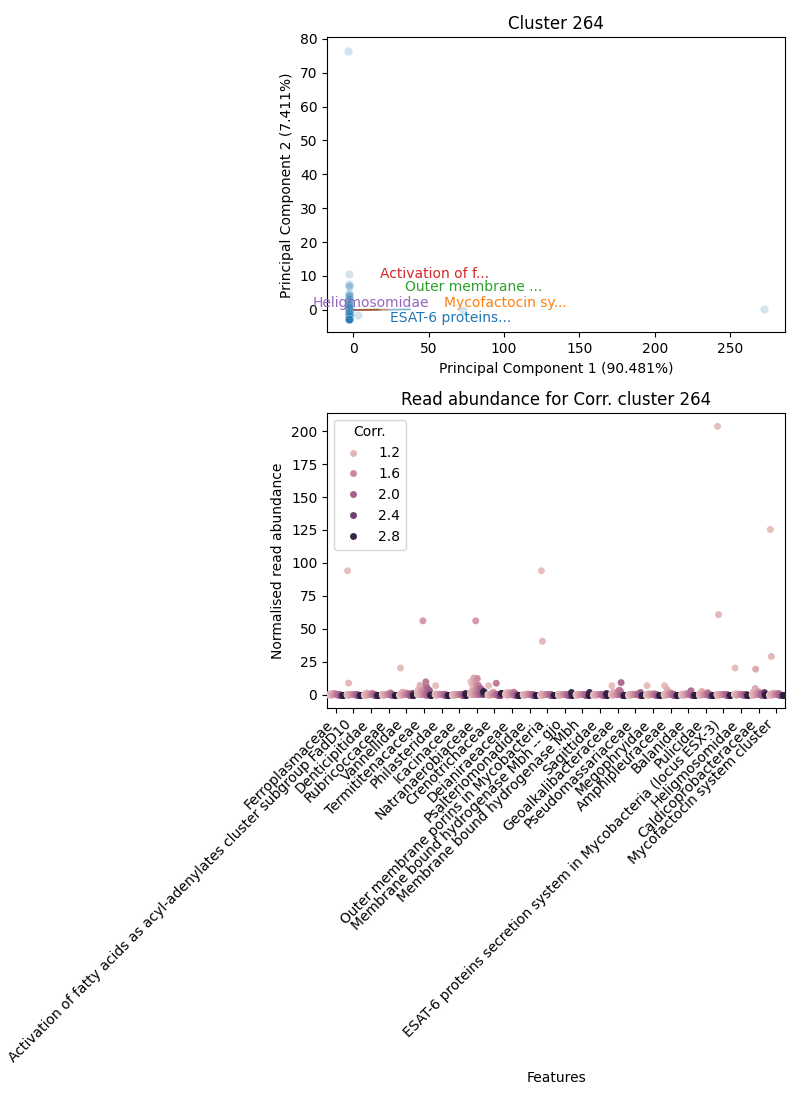 Cluster 264
80
70
60
50
40
30
20
10
0
Principal Component 2 (7.411%)
Activation of f...
Outer membrane ...
Heligmosomidae
Mycofactocin sy...
ESAT-6 proteins...
0 50 100 150 200 250
Principal Component 1 (90.481%)
Read abundance for Corr. cluster 264
200
175
150
125
100
75
50
25
0
Normalised read abundance
Corr.
1.2
1.6
2.0
2.4
2.8
Ferroplasmaceae
Activation of fatty acids as acyl-adenylates cluster subgroup FadD10
Denticipitidae
Rubricoccaceae
Vannellidae
Termititenacaceae
Philasteridae
Icacinaceae
Natranaerobiaceae
Crenotrichaceae
Deianiraeaceae
Psalteriomonadidae
Outer membrane porins in Mycobacteria
Membrane bound hydrogenase Mbh -- gjo
Membrane bound hydrogenase Mbh
Sagittidae
Geoalkalibacteraceae
Pseudomassariaceae
Megophryidae
Amphipleuraceae
Balanidae
Pulicidae
ESAT-6 proteins secretion system in Mycobacteria (locus ESX-3)
Heligmosomidae
Caldicoprobacteraceae
Mycofactocin system cluster
Features